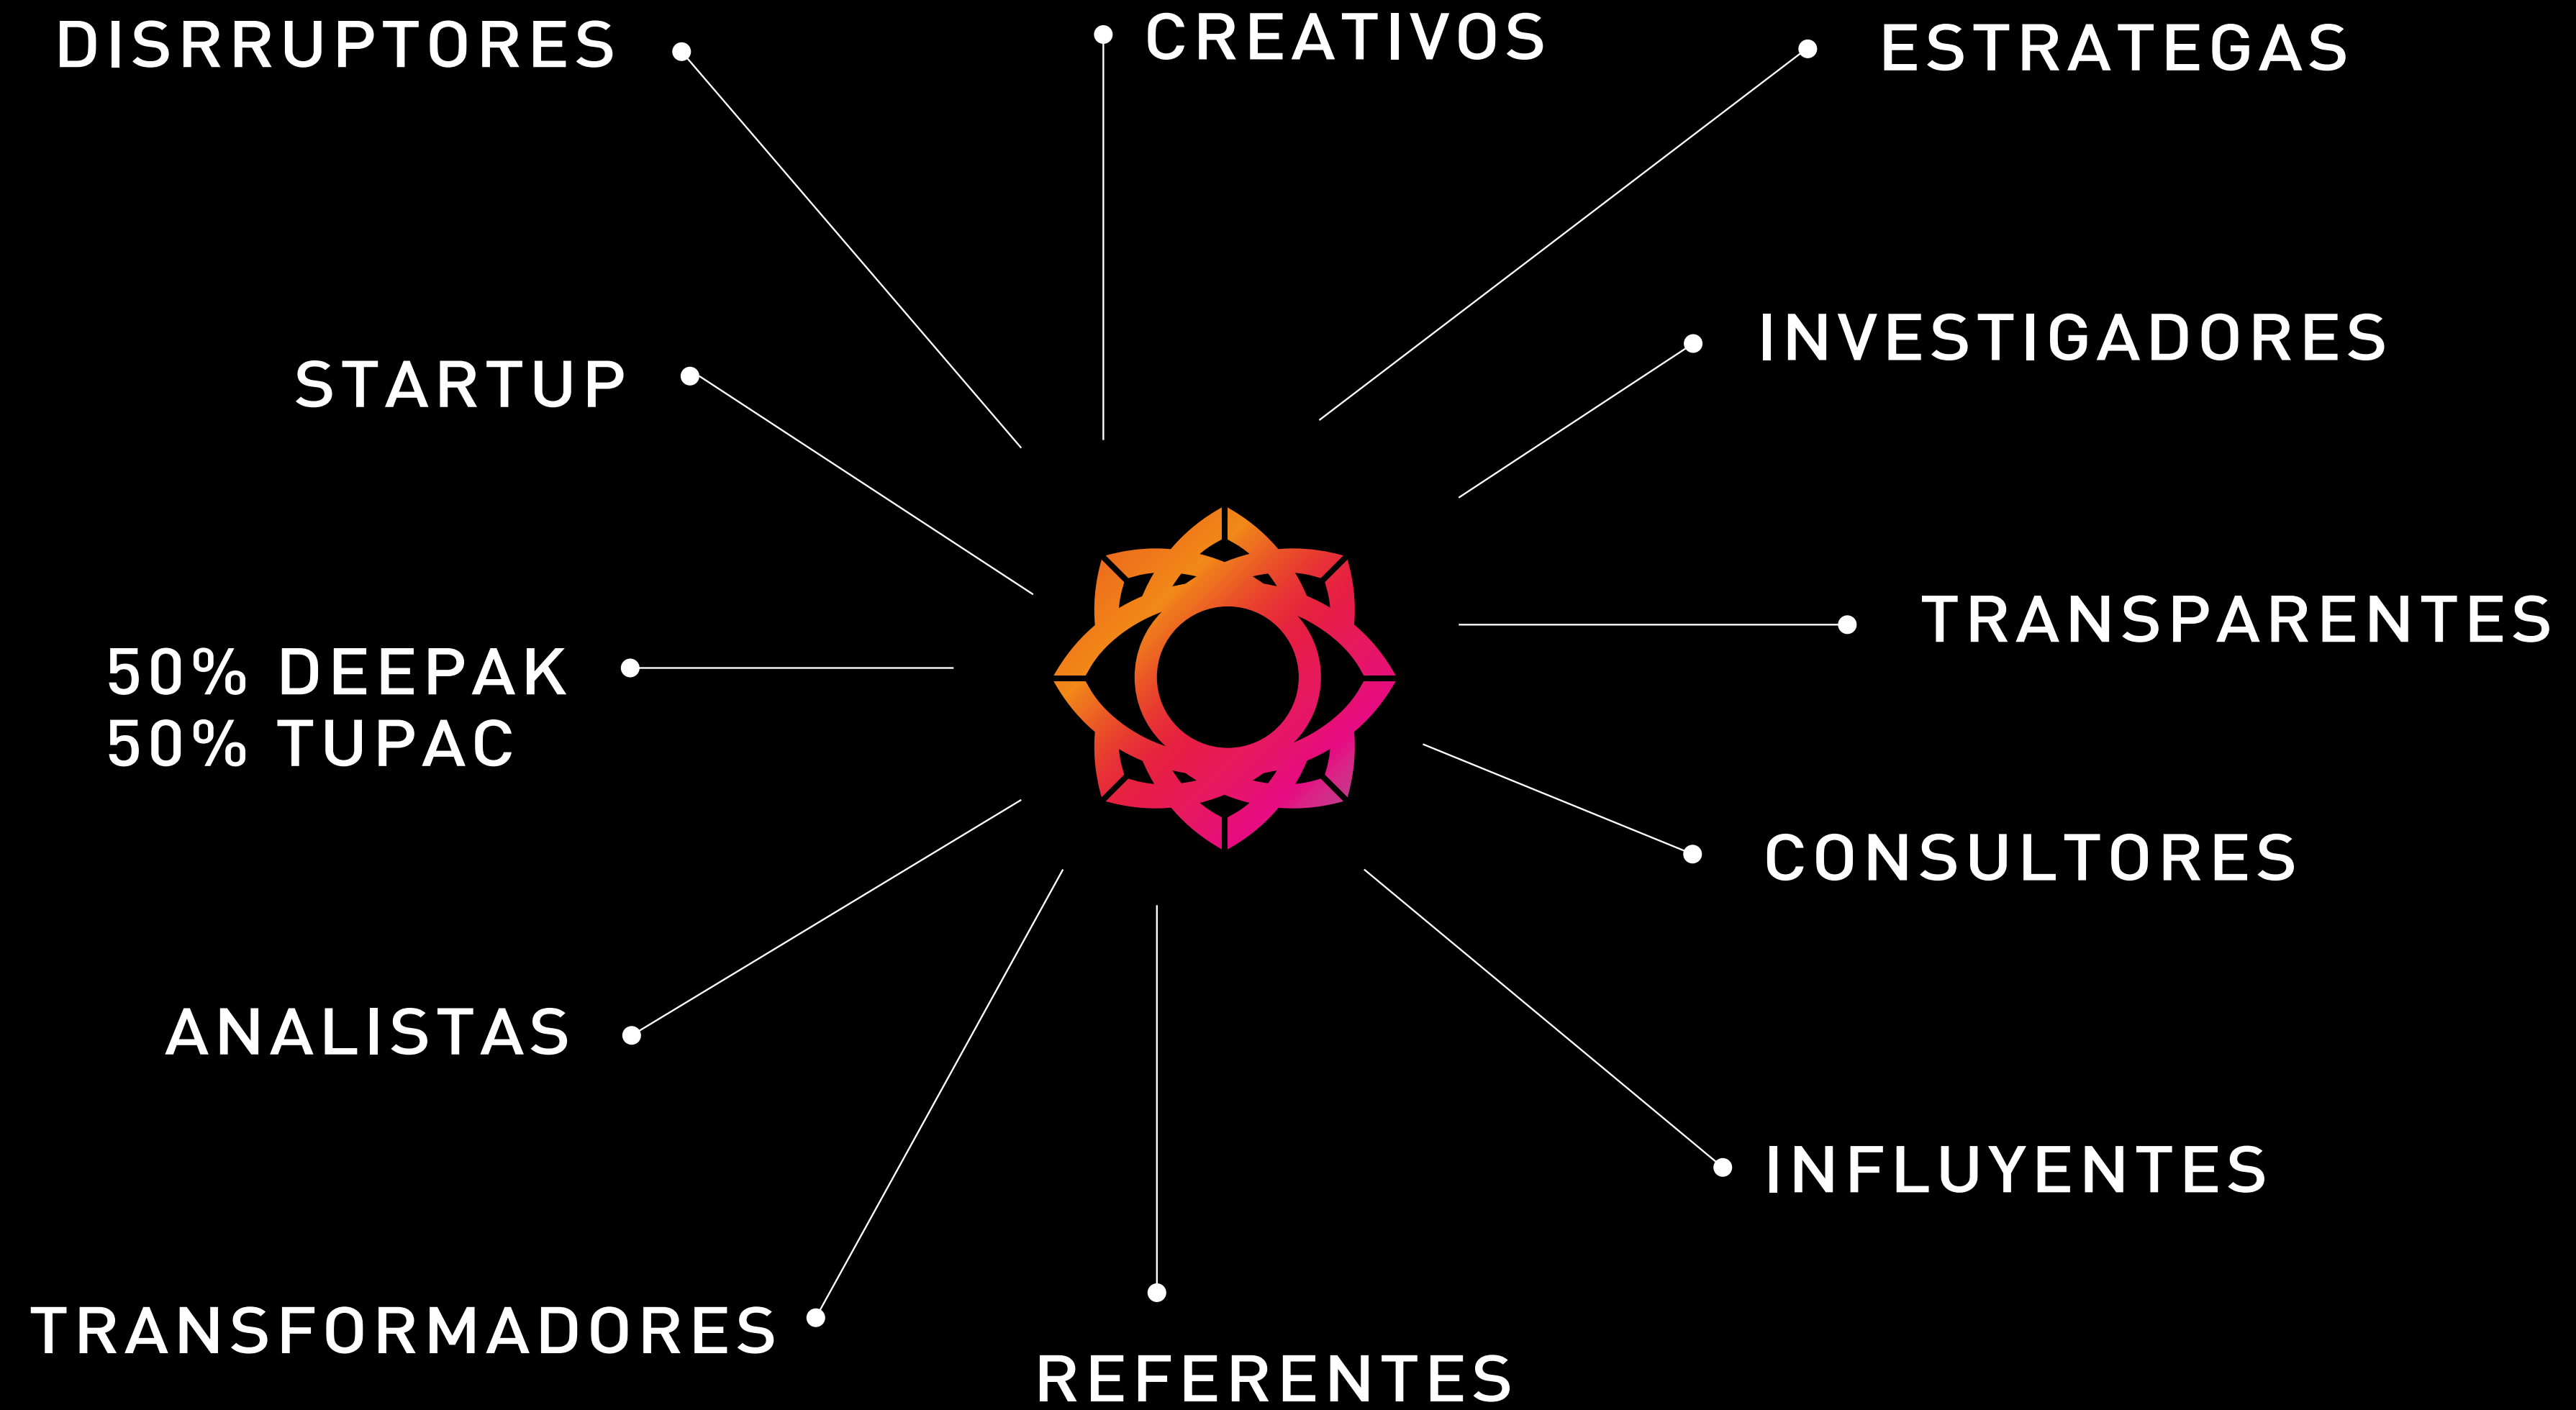 DISRRUPTORES
CREATIVOS
ESTRATEGAS
STARTUP
INVESTIGADORES
TRANSPARENTES
50% DEEPAK
50% TUPAC
CONSULTORES
ANALISTAS
INFLUYENTES
TRANSFORMADORES
REFERENTES